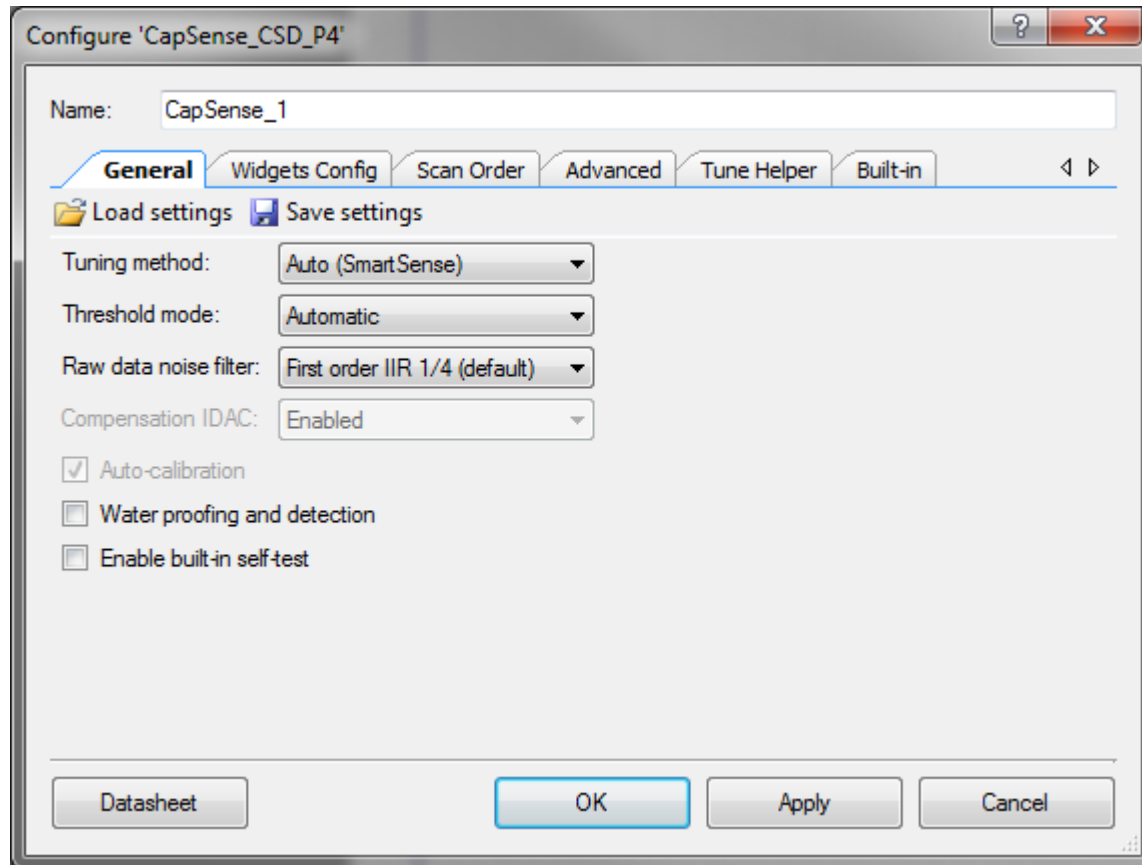 Configure 'CapSense_CSD_P4'
Name: CapSense_1
General Widgets Config Scan Order Advanced Tune Helper Built-in
Load settings Save settings
Tuning method: Auto (SmartSense)
Threshold mode: Automatic
Raw data noise filter: First order IIR 1/4 (default)
Compensation IDAC: Enabled
Auto-calibration
Water proofing and detection
Enable built-in self-test
Datasheet OK Apply Cancel